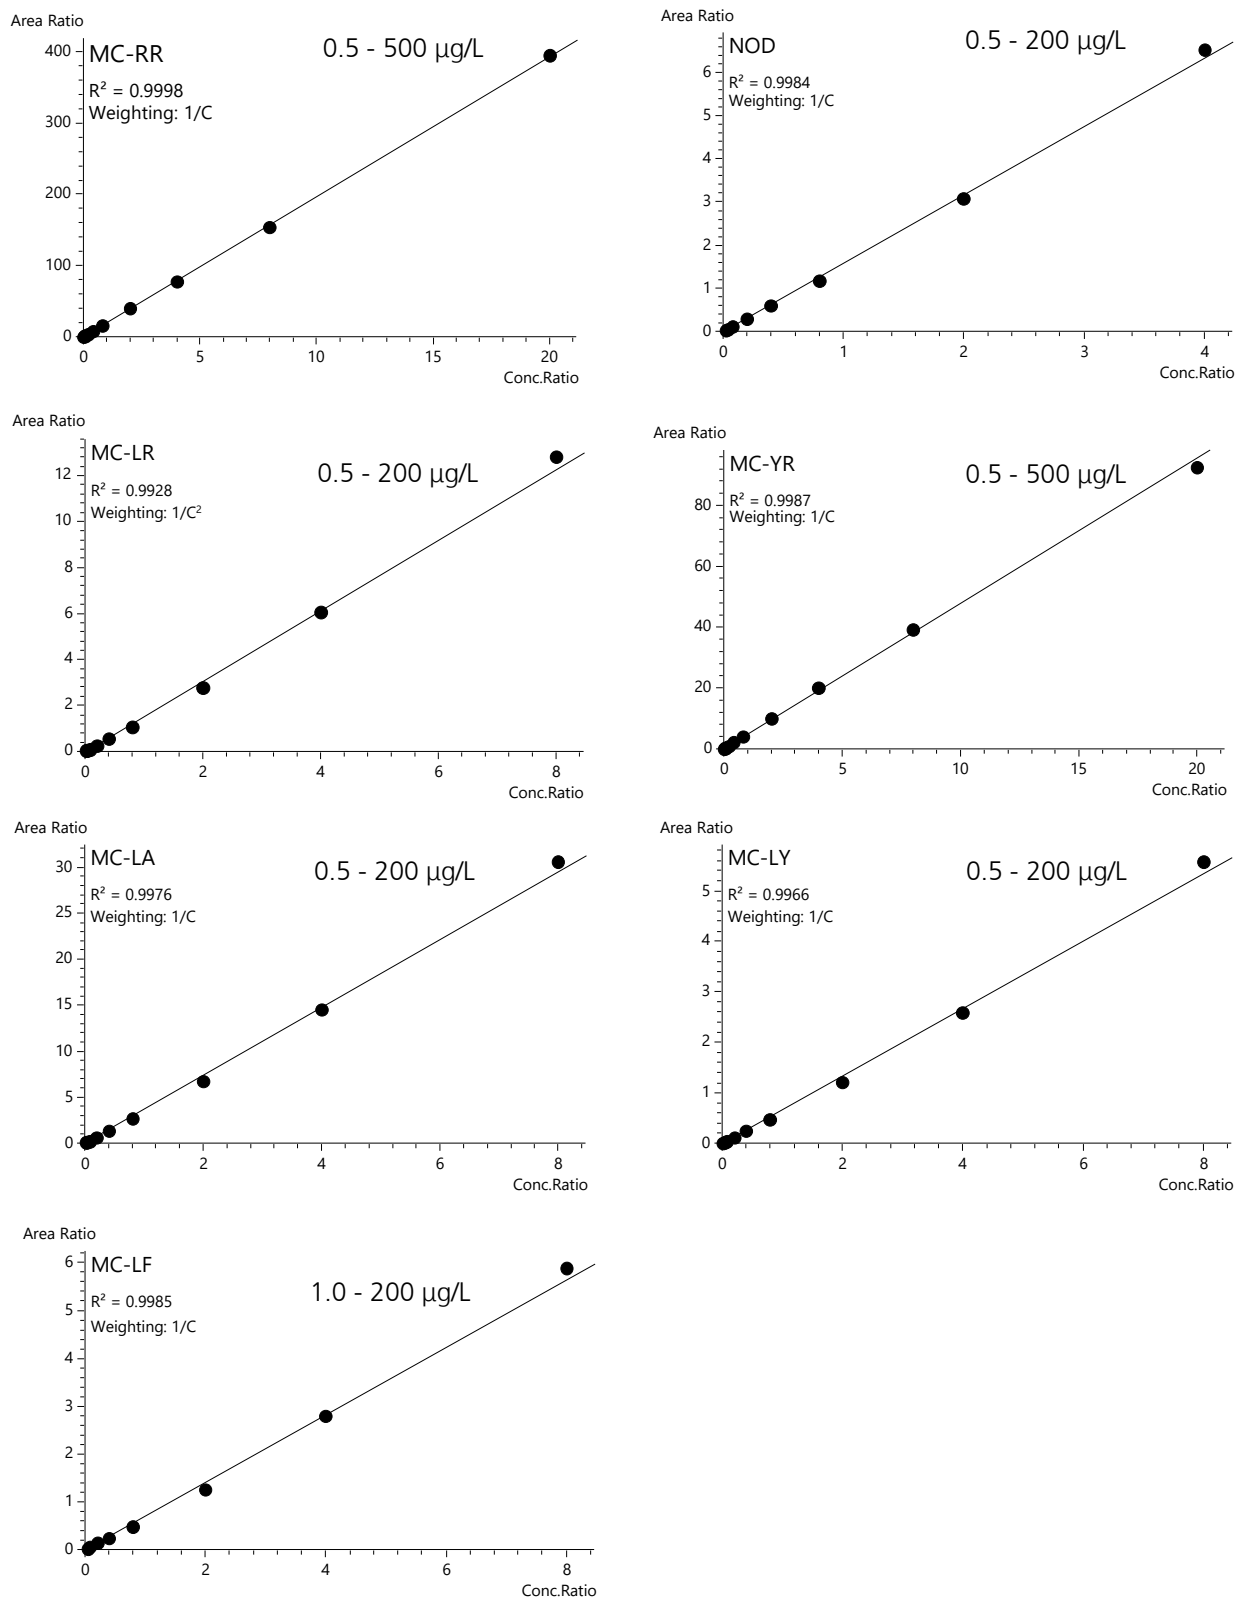 Area Ratio
MC-RR
0.5 - 500 µg/L
R² = 0.9998
Weighting: 1/C
400
300
200
100
0
0 5 10 15 20
Conc.Ratio
Area Ratio
NOD
0.5 - 200 µg/L
R² = 0.9984
Weighting: 1/C
6
5
4
3
2
1
0
0 1 2 3 4
Conc.Ratio
Area Ratio
MC-LR
0.5 - 200 µg/L
R² = 0.9928
Weighting: 1/C²
12
10
8
6
4
2
0
0 2 4 6 8
Conc.Ratio
Area Ratio
MC-YR
0.5 - 500 µg/L
R² = 0.9987
Weighting: 1/C
80
60
40
20
0
0 5 10 15 20
Conc.Ratio
Area Ratio
MC-LA
0.5 - 200 µg/L
R² = 0.9976
Weighting: 1/C
30
25
20
15
10
5
0
0 2 4 6 8
Conc.Ratio
Area Ratio
MC-LY
0.5 - 200 µg/L
R² = 0.9966
Weighting: 1/C
5
4
3
2
1
0
0 2 4 6 8
Conc.Ratio
Area Ratio
MC-LF
1.0 - 200 µg/L
R² = 0.9985
Weighting: 1/C
6
5
4
3
2
1
0
0 2 4 6 8
Conc.Ratio